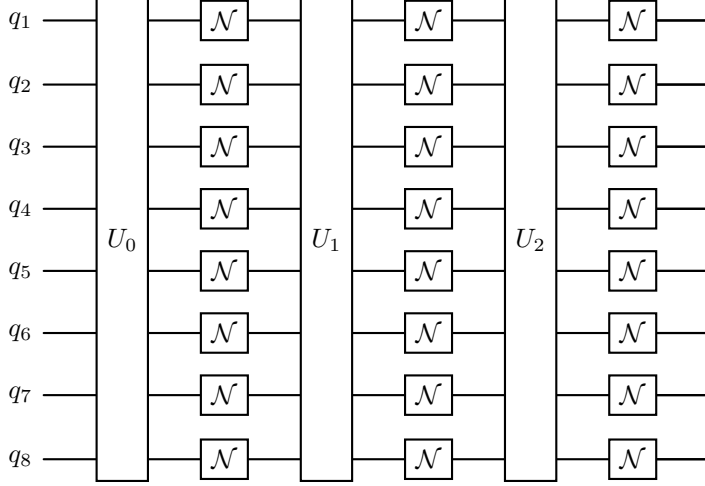 q₁ 𝒩 𝒩 𝒩
q₂ 𝒩 𝒩 𝒩
q₃ 𝒩 𝒩 𝒩
q₄ 𝒩 𝒩 𝒩
U₀ U₁ U₂
q₅ 𝒩 𝒩 𝒩
q₆ 𝒩 𝒩 𝒩
q₇ 𝒩 𝒩 𝒩
q₈ 𝒩 𝒩 𝒩